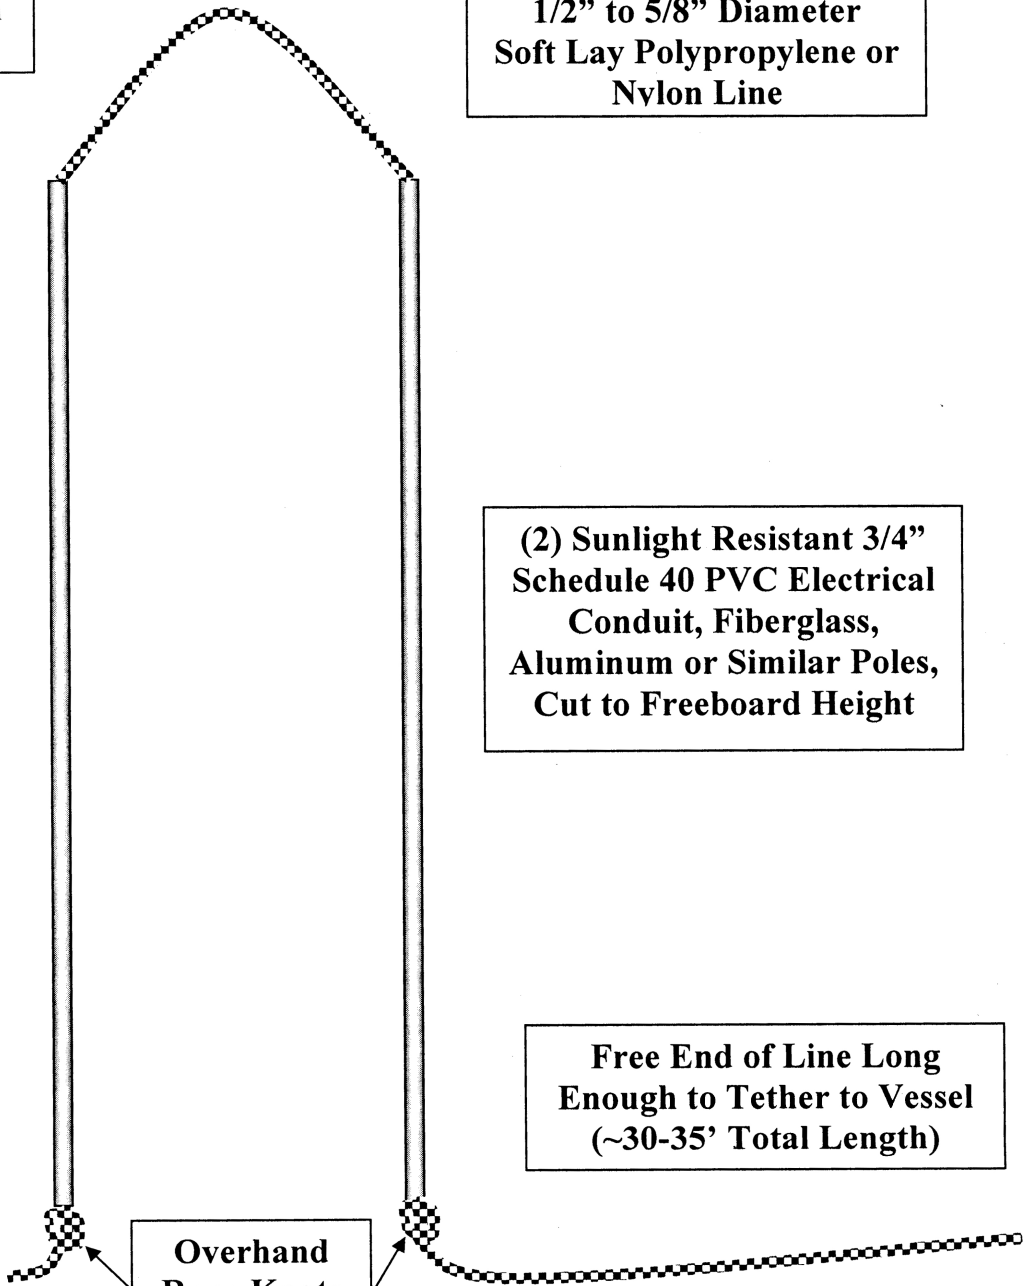 1/2” to 5/8” Diameter
Soft Lay Polypropylene or
Nylon Line
(2) Sunlight Resistant 3/4”
Schedule 40 PVC Electrical
Conduit, Fiberglass,
Aluminum or Similar Poles,
Cut to Freeboard Height
Free End of Line Long
Enough to Tether to Vessel
(~30-35’ Total Length)
Overhand